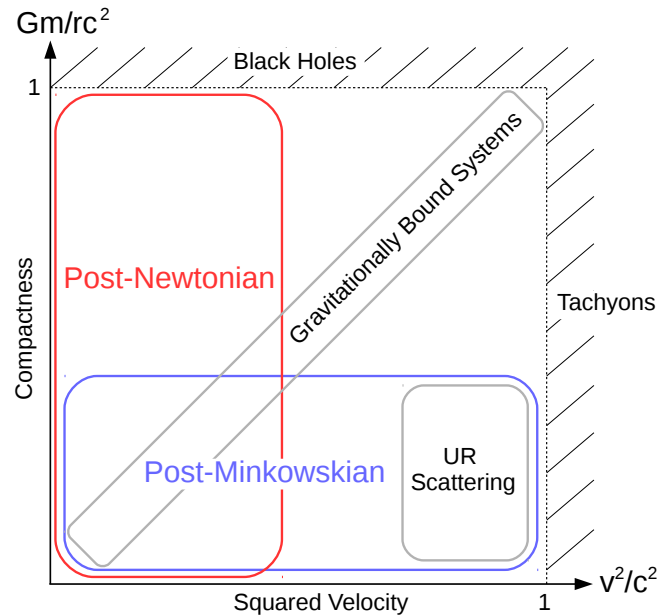 Gm/rc²
Black Holes
1
Gravitationally Bound Systems
Compactness
Post-Newtonian
Tachyons
Post-Minkowskian
UR
Scattering
Squared Velocity
1
v²/c²